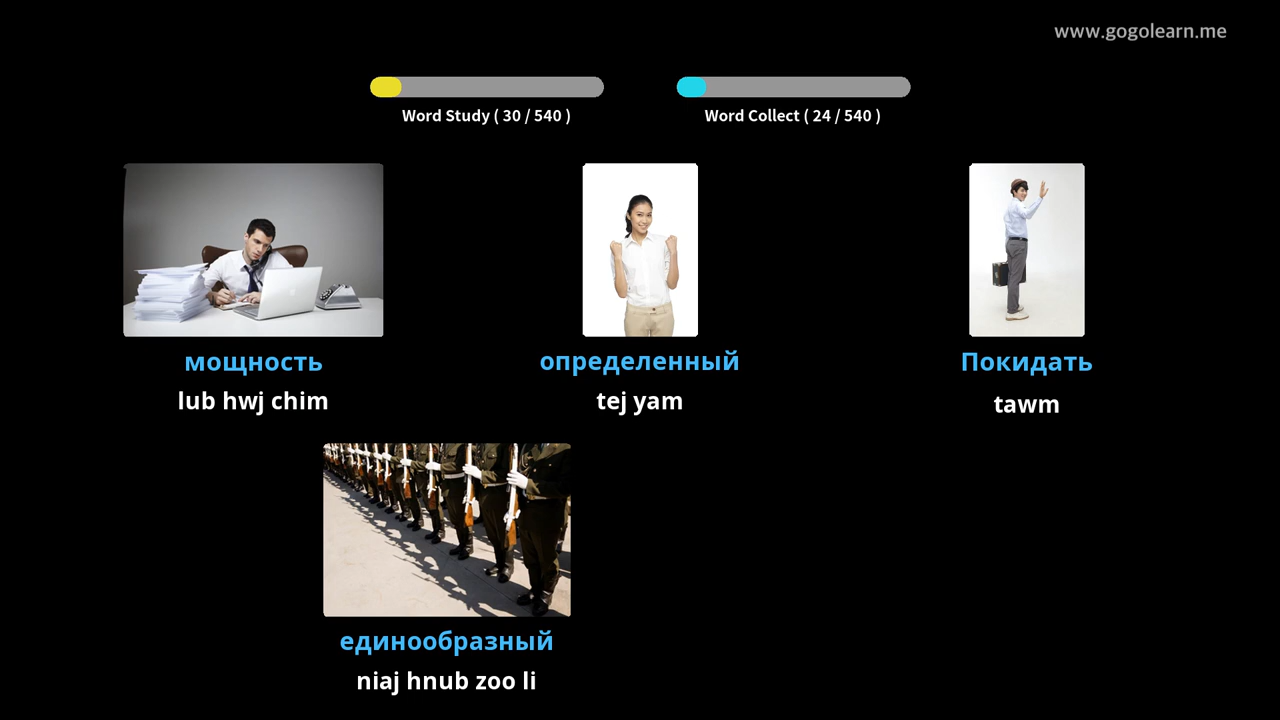 www.gogolearn.me
Word Study ( 30 / 540 )
Word Collect ( 24 / 540 )
мощность
lub hwj chim
определенный
tej yam
Покидать
tawm
единообразный
niaj hnub zoo li